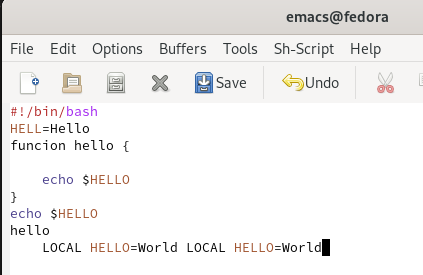 emacs@fedora
File Edit Options Buffers Tools Sh-Script Help
Save Undo
#!/bin/bash
HELL=Hello
funcion hello {
echo $HELLO
}
echo $HELLO
hello
LOCAL HELLO=World LOCAL HELLO=World